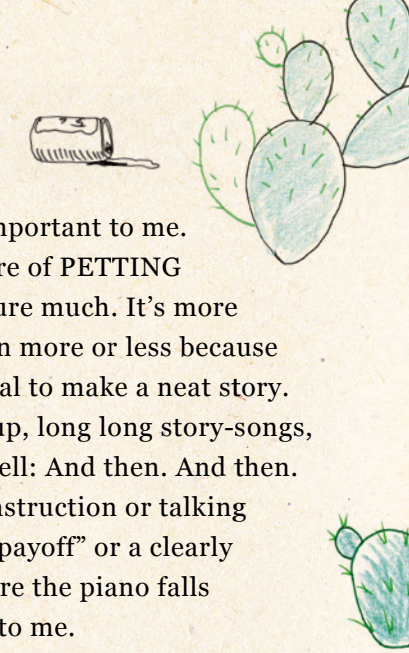 mportant to me.
re of PETTING
ure much. It’s more
n more or less because
al to make a neat story.
up, long long story-songs,
ell: And then. And then.
nstruction or talking
payoff” or a clearly
re the piano falls
to me.